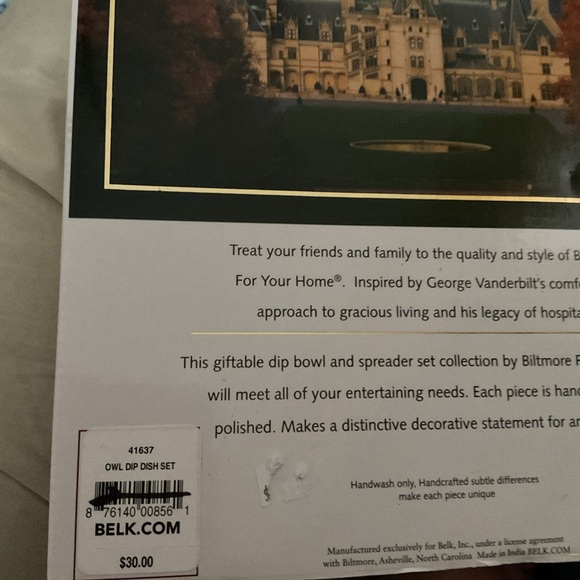 Treat your friends and family to the quality and style of
For Your Home®. Inspired by George Vanderbilt's
approach to gracious living and his legacy of
This giftable dip bowl and spreader set collection by Biltmore
will meet all of your entertaining needs. Each piece is
polished. Makes a distinctive decorative statement for
Handwash only, Handcrafted subtle differences
make each piece unique
Manufactured exclusively for Belk, Inc., under a license agreement
with Biltmore, Asheville, North Carolina Made in India BELK.COM
41637
OWL DIP DISH SET
8 76140 00856 1
BELK.COM
$30.00